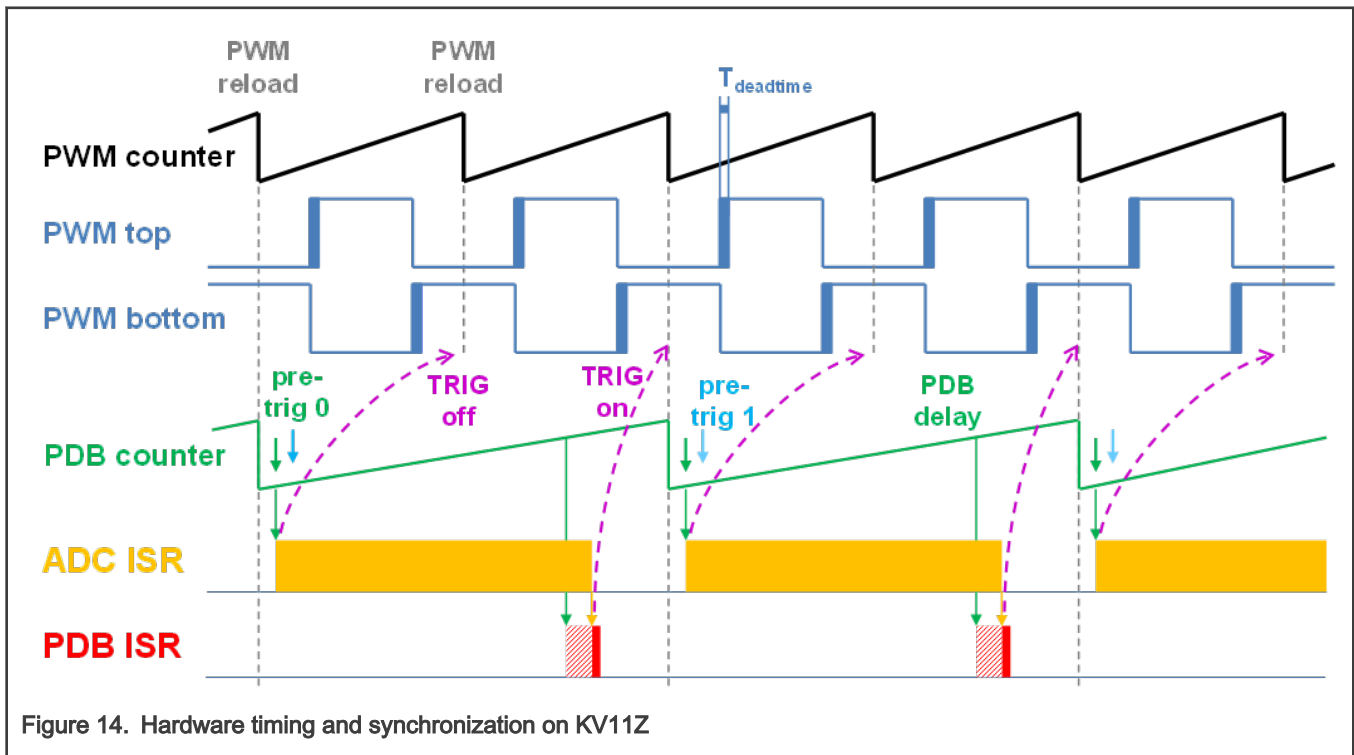 PWM
reload
PWM
reload
Tdeadtime
PWM counter
PWM top
PWM bottom
pre-
trig 0
TRIG
off
TRIG
on
pre-
trig 1
PDB
delay
PDB counter
ADC ISR
PDB ISR
Figure 14. Hardware timing and synchronization on KV11Z